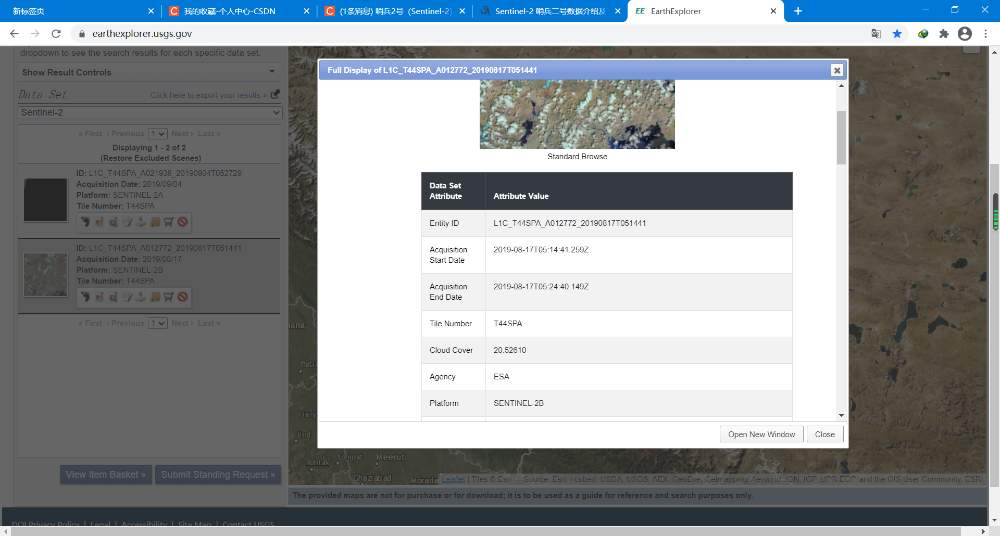 新标签页
我的收藏-个人中心-CSDN
(1条消息) 哨兵2号 (Sentinel-2)
Sentinel-2 哨兵二号数据介绍及
EE EarthExplorer
earthexplorer.usgs.gov
dropdown to see the search results for each specific data set.
Show Result Controls
Data Set
Click here to export your results »
Sentinel-2
« First ‹ Previous 1 Next › Last »
Displaying 1 - 2 of 2
(Restore Excluded Scenes)
ID: L1C_T44SPA_A021938_20190904T052729
Acquisition Date: 2019/09/04
Platform: SENTINEL-2A
Tile Number: T44SPA
ID: L1C_T44SPA_A012772_20190817T051441
Acquisition Date: 2019/08/17
Platform: SENTINEL-2B
Tile Number: T44SPA
« First ‹ Previous 1 Next › Last »
View Item Basket »
Submit Standing Request »
Full Display of L1C_T44SPA_A012772_20190817T051441
Standard Browse
Data Set Attribute
Attribute Value
Entity ID
L1C_T44SPA_A012772_20190817T051441
Acquisition Start Date
2019-08-17T05:14:41.259Z
Acquisition End Date
2019-08-17T05:24:40.149Z
Tile Number
T44SPA
Cloud Cover
20.52610
Agency
ESA
Platform
SENTINEL-2B
Open New Window
Close
iana
Patia
Hary
Jind
Rohtak
Sonipat
Meerut
Ghaziabad
Morada
Leaflet | Tiles © Esri — Source: Esri, i-cubed, USDA, USGS, AEX, GeoEye, Getmapping, Aerogrid, IGN, IGP, UPR-EGP, and the GIS User Community, ESRI
The provided maps are not for purchase or for download; it is to be used as a guide for reference and search purposes only.
DOI Privacy Policy | Legal | Accessibility | Site Map | Contact USGS